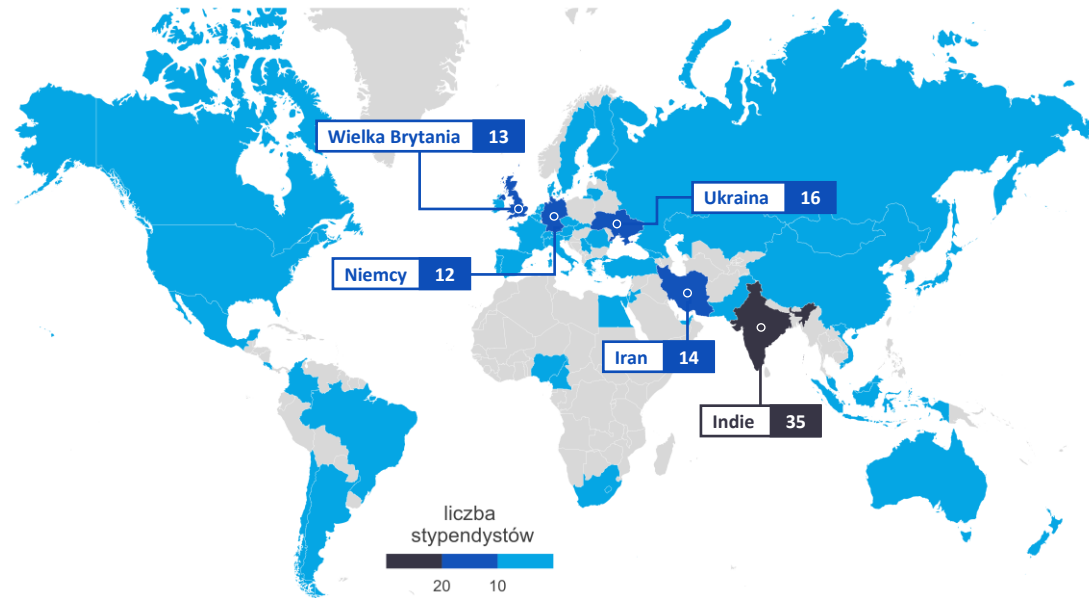 Wielka Brytania 13
Ukraina 16
Niemcy 12
Iran 14
Indie 35
liczba
stypendystów
20 10